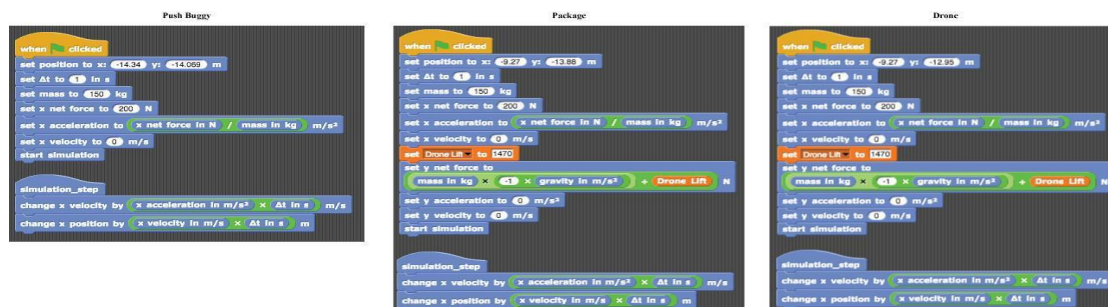 Push Buggy
when clicked
set position to x: -14.34 y: -14.069 m
set Δt to 1 in s
set mass to 150 kg
set x net force to 200 N
set x acceleration to x net force in N / mass in kg m/s²
set x velocity to 0 m/s
start simulation
simulation_step
change x velocity by x acceleration in m/s² × Δt in s m/s
change x position by x velocity in m/s × Δt in s m
Package
when clicked
set position to x: -9.27 y: -13.88 m
set Δt to 1 in s
set mass to 150 kg
set x net force to 200 N
set x acceleration to x net force in N / mass in kg m/s²
set x velocity to 0 m/s
set Drone Lift to 1470
set y net force to
mass in kg × -1 × gravity in m/s² + Drone Lift N
set y acceleration to 0 m/s²
set y velocity to 0 m/s
start simulation
simulation_step
change x velocity by x acceleration in m/s² × Δt in s m/s
change x position by x velocity in m/s × Δt in s m
Drone
when clicked
set position to x: -9.27 y: -12.95 m
set Δt to 1 in s
set mass to 150 kg
set x net force to 200 N
set x acceleration to x net force in N / mass in kg m/s²
set x velocity to 0 m/s
set Drone Lift to 1470
set y net force to
mass in kg × -1 × gravity in m/s² + Drone Lift N
set y acceleration to 0 m/s²
set y velocity to 0 m/s
start simulation
simulation_step
change x velocity by x acceleration in m/s² × Δt in s m/s
change x position by x velocity in m/s × Δt in s m